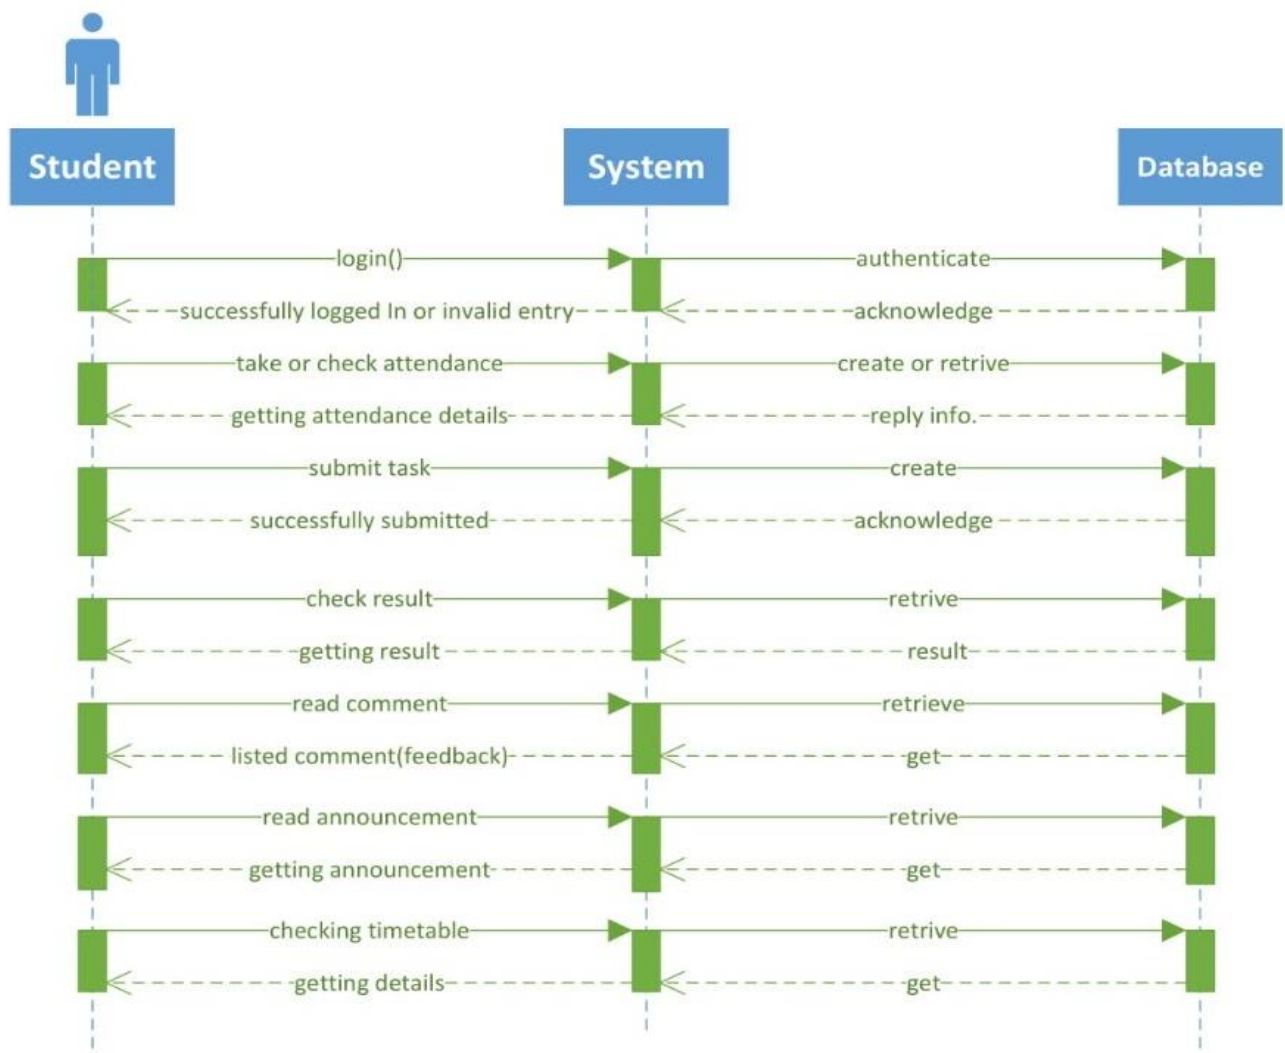 Student
System
Database
login()
authenticate
successfully logged In or invalid entry
acknowledge
take or check attendance
create or retrive
getting attendance details
reply info.
submit task
create
successfully submitted
acknowledge
check result
retrive
getting result
result
read comment
retrieve
listed comment(feedback)
get
read announcement
retrive
getting announcement
get
checking timetable
retrive
getting details
get